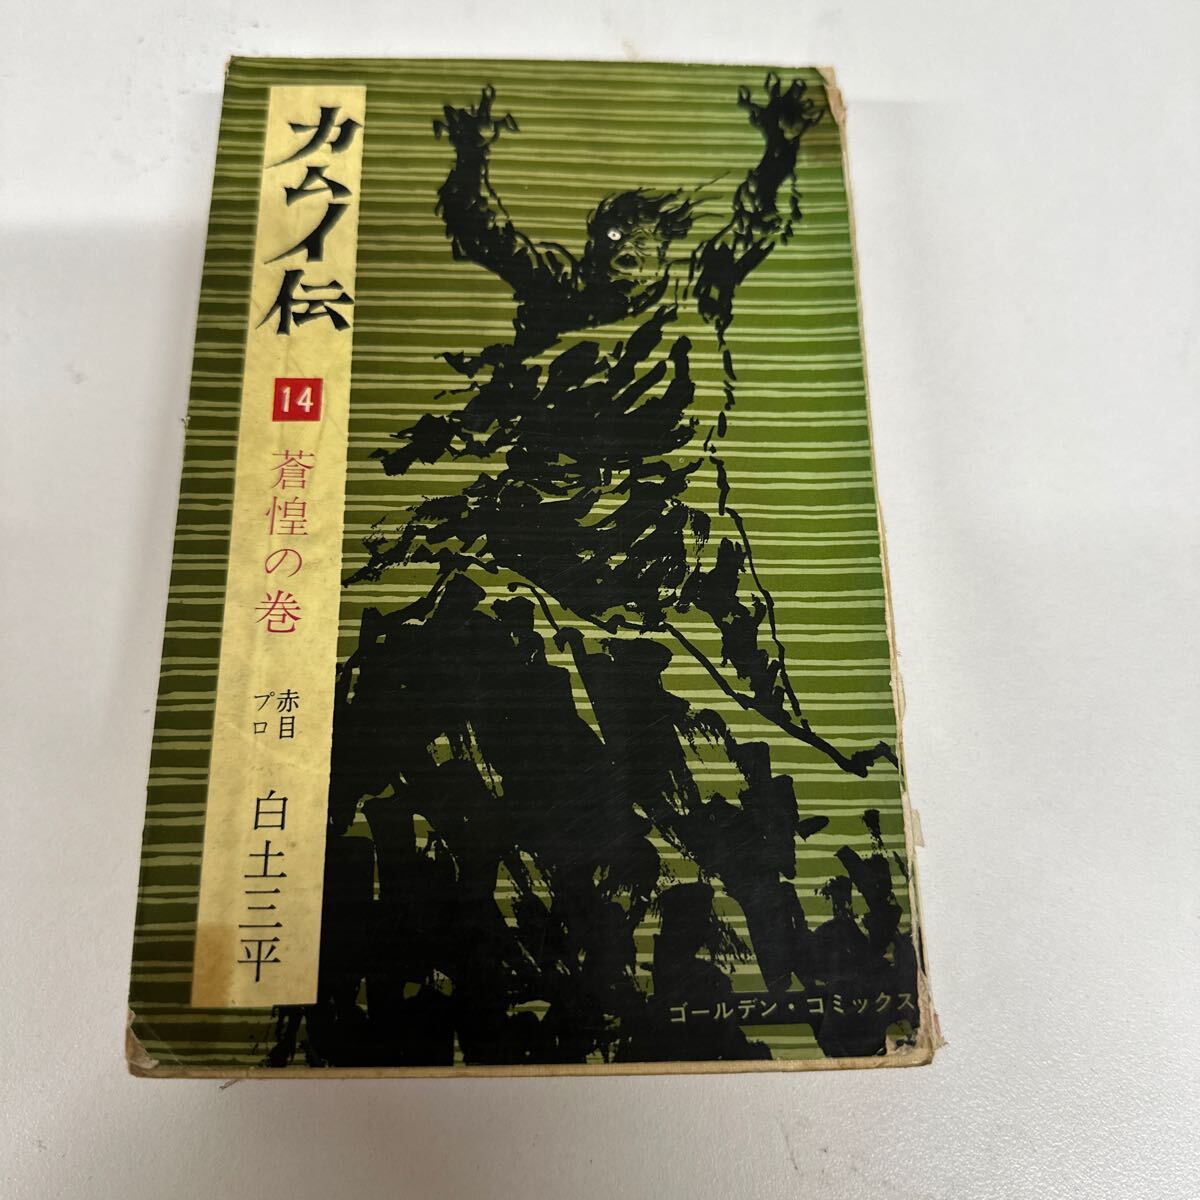 カムイ伝
14
蒼惶の巻
赤目
プロ
白土三平
ゴールデン・コミックス